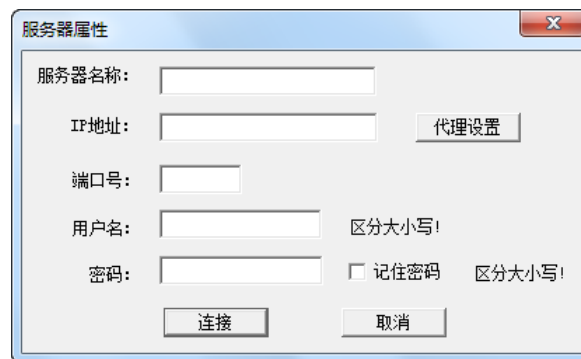 服务器属性
服务器名称：
IP地址： 代理设置
端口号：
用户名： 区分大小写!
密码： 记住密码 区分大小写!
连接 取消